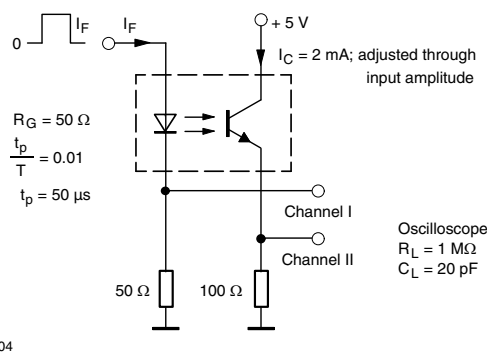 0
I_F
I_F
+ 5 V
I_C = 2 mA; adjusted through
input amplitude
R_G = 50 Ω
t_p
T
= 0.01
t_p = 50 μs
Channel I
Channel II
50 Ω
100 Ω
Oscilloscope
R_L = 1 MΩ
C_L = 20 pF
04